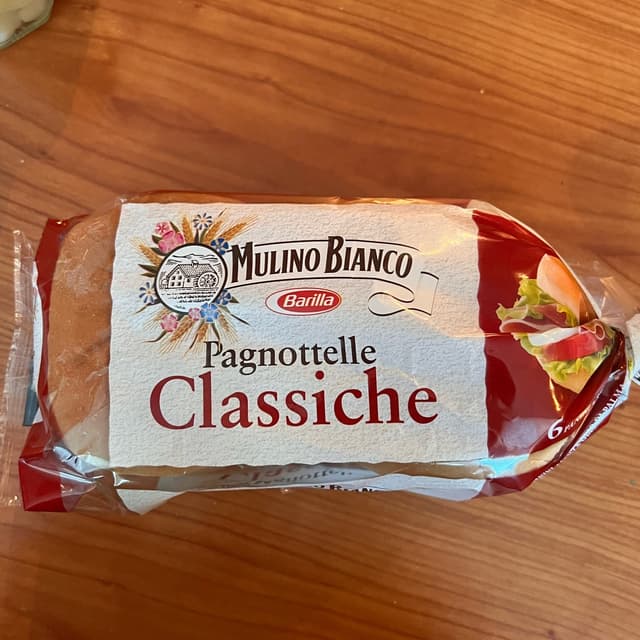 MULINO BIANCO
Barilla
Pagnottelle
Classiche
6